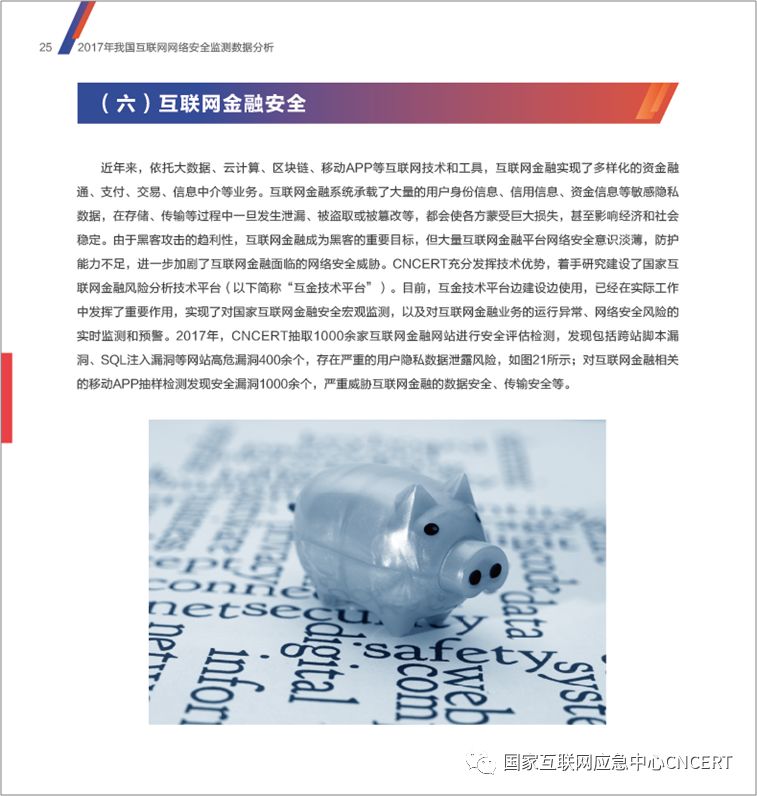 25 2017年我国互联网网络安全监测数据分析
（六）互联网金融安全
近年来，依托大数据、云计算、区块链、移动APP等互联网技术和工具，互联网金融实现了多样化的资金融
通、支付、交易、信息中介等业务。互联网金融系统承载了大量的用户身份信息、信用信息、资金信息等敏感隐私
数据，在存储、传输等过程中一旦发生泄漏、被盗取或被篡改等，都会使各方蒙受巨大损失，甚至影响经济和社会
稳定。由于黑客攻击的趋利性，互联网金融成为黑客的重要目标，但大量互联网金融平台网络安全意识淡薄，防护
能力不足，进一步加剧了互联网金融面临的网络安全威胁。CNCERT充分发挥技术优势，着手研究建设了国家互
联网金融风险分析技术平台（以下简称“互金技术平台”）。目前，互金技术平台边建设边使用，已经在实际工作
中发挥了重要作用，实现了对国家互联网金融安全宏观监测，以及对互联网金融业务的运行异常、网络安全风险的
实时监测和预警。2017年，CNCERT抽取1000余家互联网金融网站进行安全评估检测，发现包括跨站脚本漏
洞、SQL注入漏洞等网站高危漏洞400余个，存在严重的用户隐私数据泄露风险，如图21所示；对互联网金融相关
的移动APP抽样检测发现安全漏洞1000余个，严重威胁互联网金融的数据安全、传输安全等。
code
data
connec
net
security
safety
digital
inform
com
web
syste
netw
国家互联网应急中心CNCERT